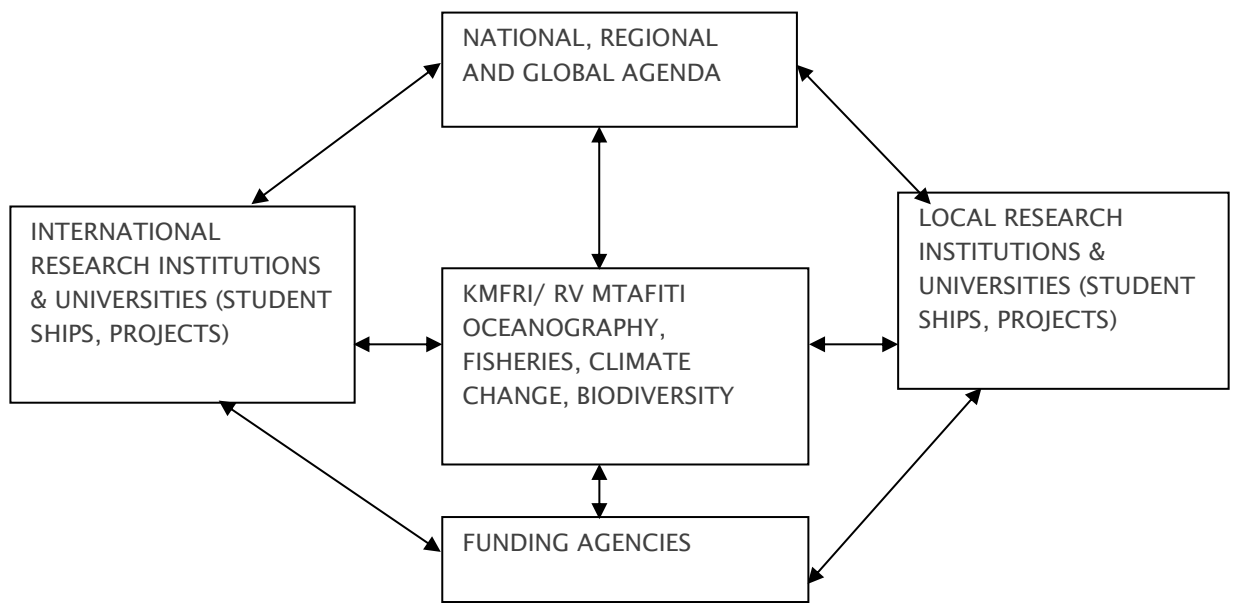 NATIONAL, REGIONAL
AND GLOBAL AGENDA
INTERNATIONAL
RESEARCH INSTITUTIONS
& UNIVERSITIES (STUDENT
SHIPS, PROJECTS)
KMFRI/ RV MTAFITI
OCEANOGRAPHY,
FISHERIES, CLIMATE
CHANGE, BIODIVERSITY
LOCAL RESEARCH
INSTITUTIONS &
UNIVERSITIES (STUDENT
SHIPS, PROJECTS)
FUNDING AGENCIES